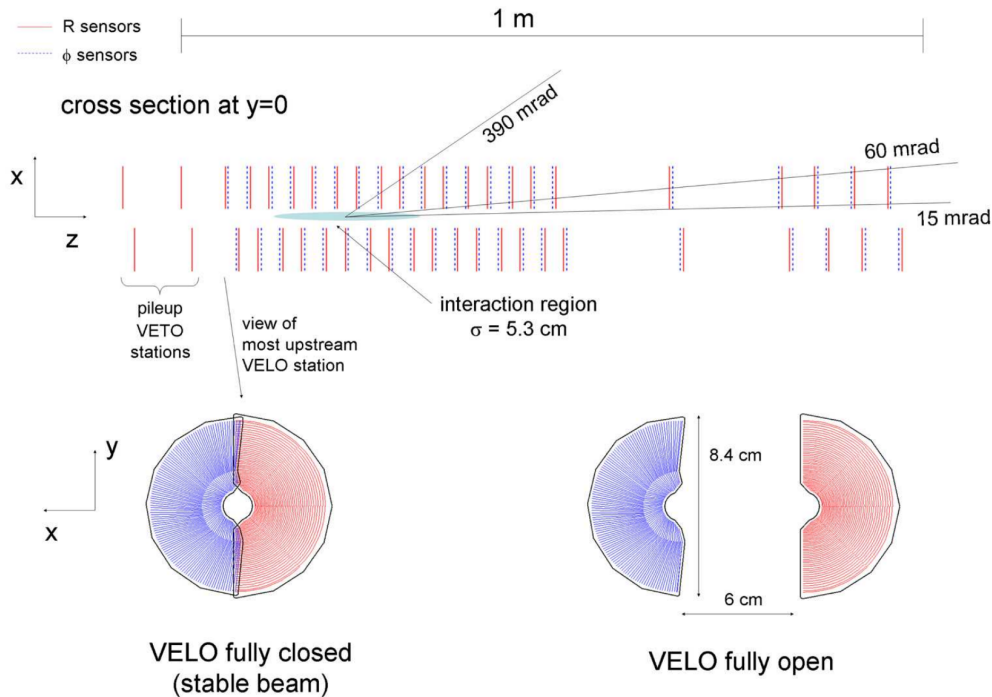 R sensors
ϕ sensors
1 m
cross section at y=0
390 mrad
60 mrad
15 mrad
x
z
pileup
VETO
stations
view of
most upstream
VELO station
interaction region
σ = 5.3 cm
y
x
8.4 cm
6 cm
VELO fully closed
(stable beam)
VELO fully open